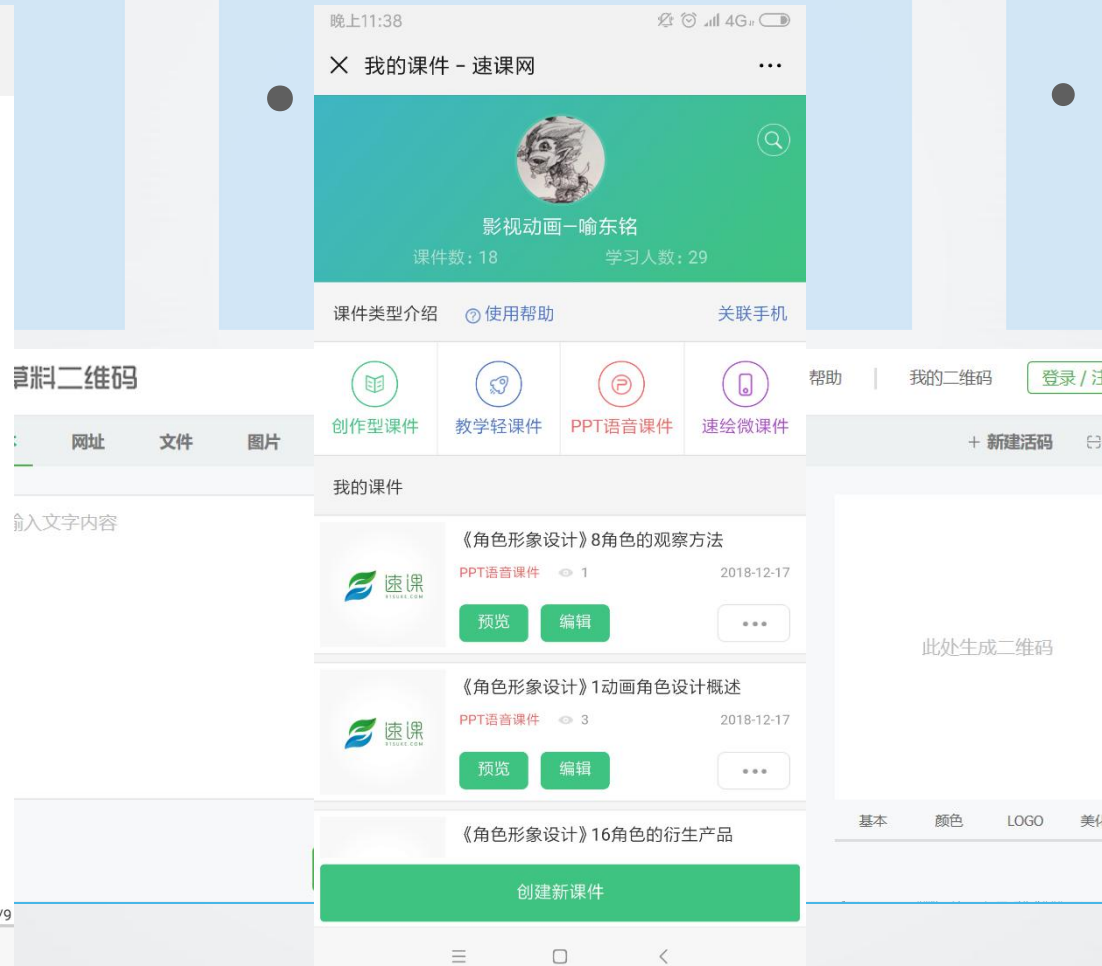 晚上11:38
4G
我的课件 - 速课网
影视动画—喻东铭
课件数: 18 学习人数: 29
课件类型介绍 使用帮助 关联手机
创作型课件 教学轻课件 PPT语音课件 速绘微课件
我的课件
《角色形象设计》8角色的观察方法
PPT语音课件 1 2018-12-17
速课
预览 编辑
《角色形象设计》1动画角色设计概述
PPT语音课件 3 2018-12-17
速课
预览 编辑
《角色形象设计》16角色的衍生产品
创建新课件
草料二维码
网址 文件 图片
输入文字内容
/9
帮助 我的二维码 登录 / 注
+ 新建活码
此处生成二维码
基本 颜色 LOGO 美化